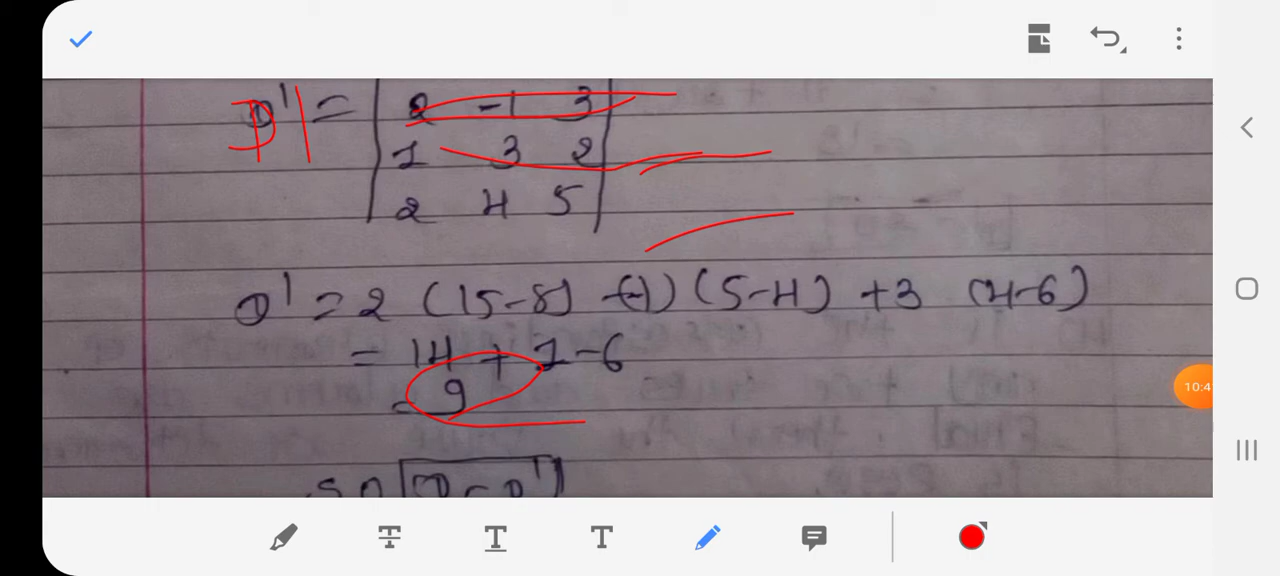 D' = | 2 -1 3 |
1 3 2
2 4 5
D' = 2 (15-8) -(-1) (5-4) +3 (4-6)
= 14 + 1 - 6
= 9
So D = D'
10:4
D'